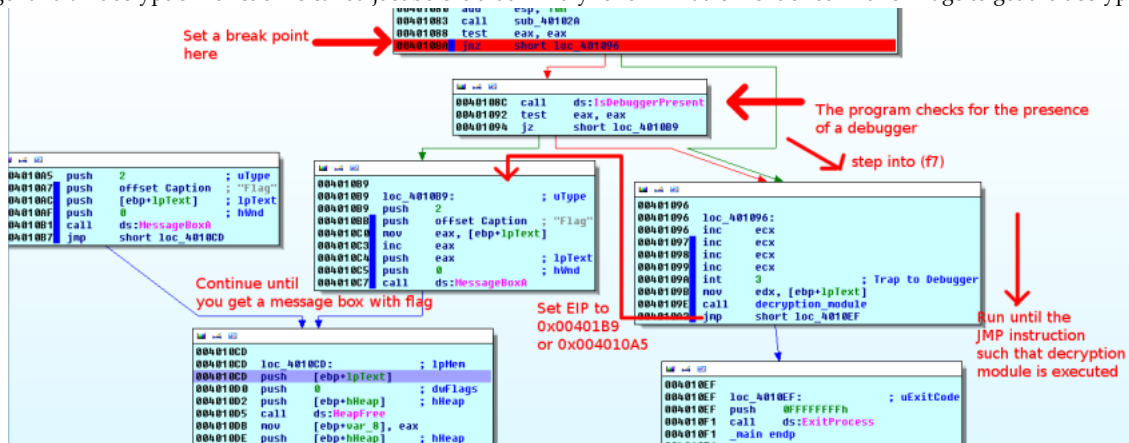 00401083 call sub_40102A
00401088 test eax, eax
0040108A jnz short loc_401096
Set a break point
here
0040108C call ds:IsDebuggerPresent
00401092 test eax, eax
00401094 jz short loc_4010B9
The program checks for the presence
of a debugger
step into (f7)
004010A5 push 2 ; uType
004010A7 push offset Caption ; "Flag"
004010AC push [ebp+lpText] ; lpText
004010AF push 0 ; hWnd
004010B1 call ds:MessageBoxA
004010B7 jmp short loc_4010CD
004010B9
004010B9 loc_4010B9: ; uType
004010B9 push 2
004010BB push offset Caption ; "Flag"
004010C0 mov eax, [ebp+lpText]
004010C3 inc eax
004010C4 push eax ; lpText
004010C5 push 0 ; hWnd
004010C7 call ds:MessageBoxA
00401096
00401096 loc_401096:
00401096 inc ecx
00401097 inc ecx
00401098 inc ecx
00401099 inc ecx
0040109A int 3 ; Trap to Debugger
0040109B mov edx, [ebp+lpText]
0040109E call decryption_module
jmp short loc_4010EF
Continue until
you get a message box with flag
Set EIP to
0x00401B9
or 0x004010A5
Run until the
JMP instruction
such that decryption
module is executed
004010CD
004010CD loc_4010CD: ; lpMem
004010CD push [ebp+lpText]
004010D0 push 0 ; dwFlags
004010D2 push [ebp+hHeap] ; hHeap
004010D5 call ds:HeapFree
004010DB mov [ebp+var_8], eax
004010DE push [ebp+hHeap] ; hHeap
004010EF
004010EF loc_4010EF: ; uExitCode
004010EF push 0FFFFFFFFh
004010F1 call ds:ExitProcess
004010F1 _main endp